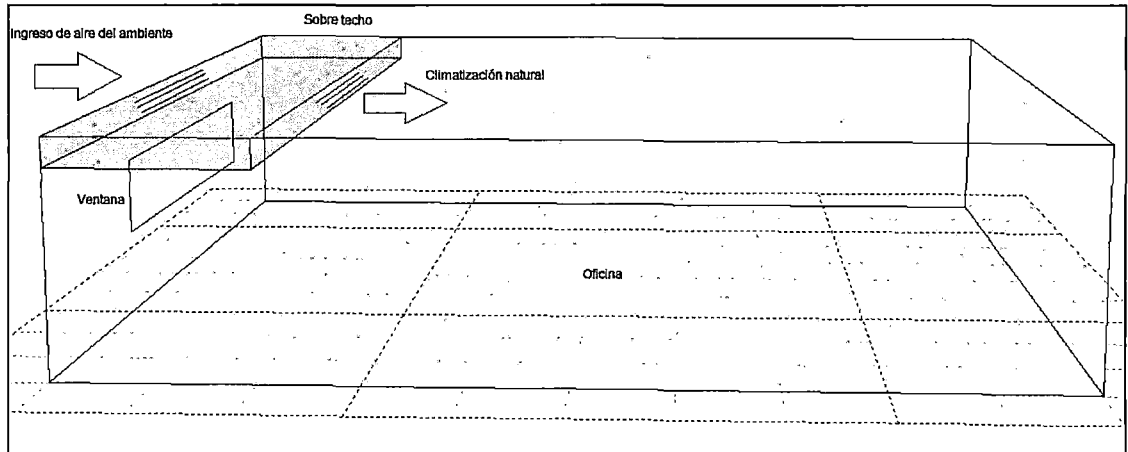 Sobre techo
Ingreso de aire del ambiente
Climatización natural
Ventana
Oficina